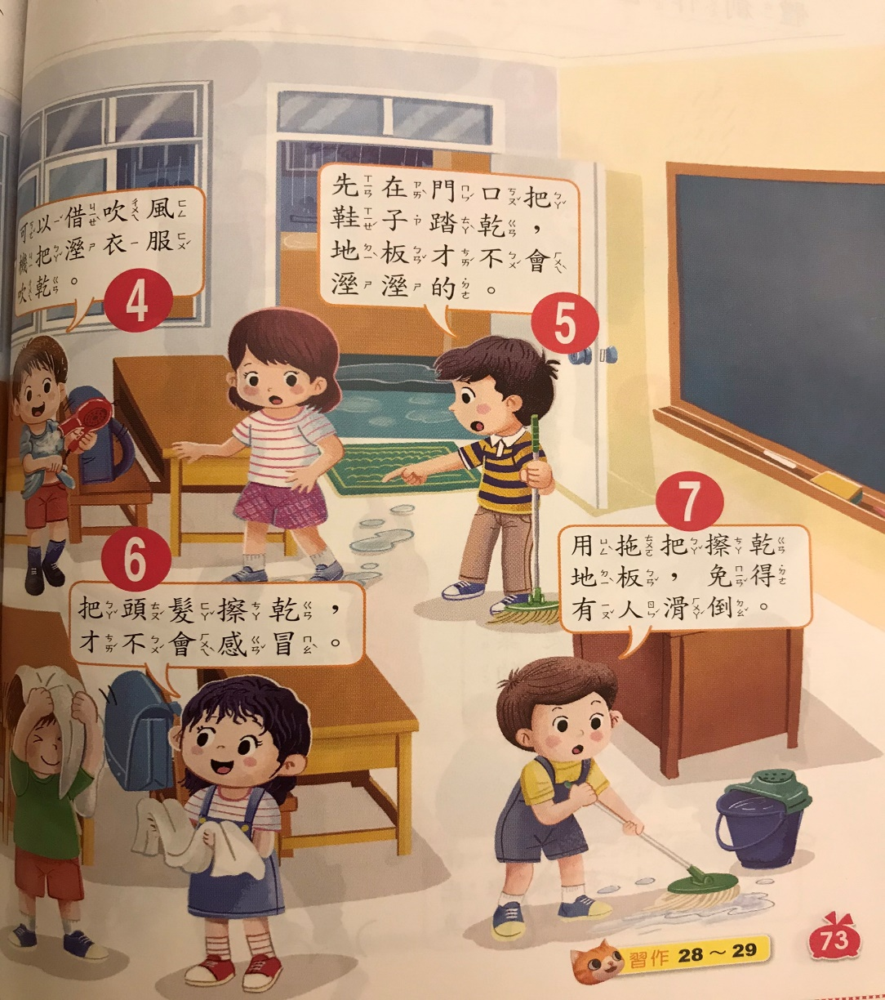 可以借吹風
機把溼衣服
吹乾。
4
先在門口把
鞋子踏乾，
地板才不會
溼溼的。
5
6
把頭髮擦乾，
才不會感冒。
7
用拖把擦乾
地板，免得
有人滑倒。
習作 28～29
73